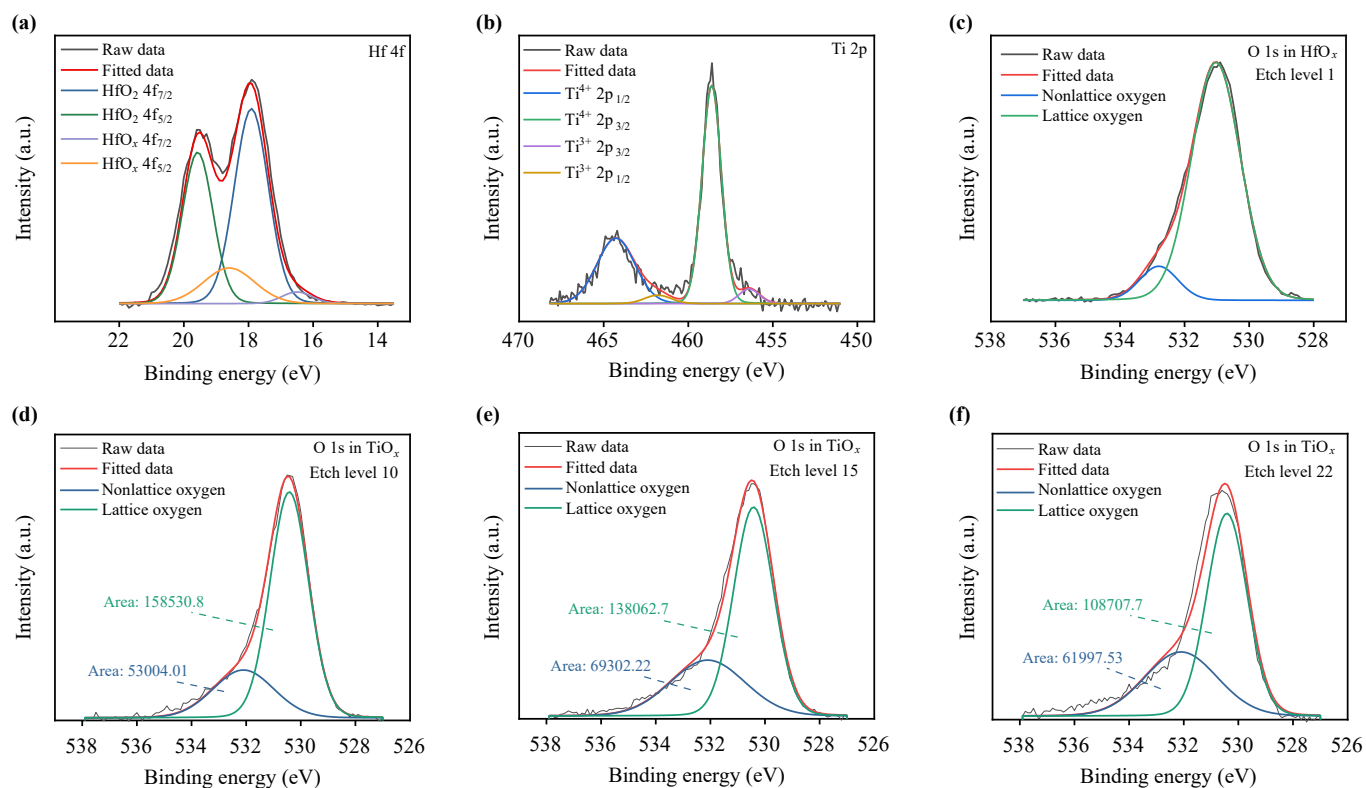 (a)
Hf 4f
Raw data
Fitted data
HfO₂ 4f₇/₂
HfO₂ 4f₅/₂
HfOₓ 4f₇/₂
HfOₓ 4f₅/₂
Intensity (a.u.)
22 20 18 16 14
Binding energy (eV)
(b)
Ti 2p
Raw data
Fitted data
Ti⁴⁺ 2p ₁/₂
Ti⁴⁺ 2p ₃/₂
Ti³⁺ 2p ₃/₂
Ti³⁺ 2p ₁/₂
Intensity (a.u.)
470 465 460 455 450
Binding energy (eV)
(c)
O 1s in HfOₓ
Etch level 1
Raw data
Fitted data
Nonlattice oxygen
Lattice oxygen
Intensity (a.u.)
538 536 534 532 530 528
Binding energy (eV)
(d)
O 1s in TiOₓ
Etch level 10
Raw data
Fitted data
Nonlattice oxygen
Lattice oxygen
Area: 158530.8
Area: 53004.01
Intensity (a.u.)
538 536 534 532 530 528 526
Binding energy (eV)
(e)
O 1s in TiOₓ
Etch level 15
Raw data
Fitted data
Nonlattice oxygen
Lattice oxygen
Area: 138062.7
Area: 69302.22
Intensity (a.u.)
538 536 534 532 530 528 526
Binding energy (eV)
(f)
O 1s in TiOₓ
Etch level 22
Raw data
Fitted data
Nonlattice oxygen
Lattice oxygen
Area: 108707.7
Area: 61997.53
Intensity (a.u.)
538 536 534 532 530 528 526
Binding energy (eV)